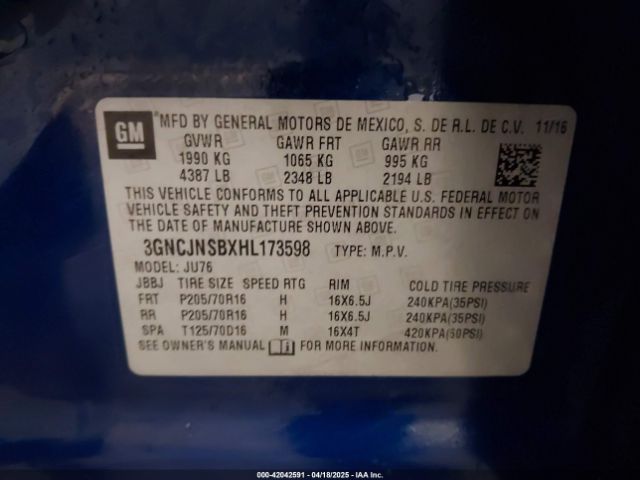 GM
MFD BY GENERAL MOTORS DE MEXICO, S. DE R.L. DE C.V. 11/16
GVWR GAWR FRT GAWR RR
1990 KG 1065 KG 995 KG
4387 LB 2348 LB 2194 LB
THIS VEHICLE CONFORMS TO ALL APPLICABLE U.S. FEDERAL MOTOR
VEHICLE SAFETY AND THEFT PREVENTION STANDARDS IN EFFECT ON
THE DATE OF MANUFACTURE SHOWN ABOVE.
3GNCJNSBXHL173598 TYPE: M.P.V.
MODEL: JU76
JBBJ TIRE SIZE SPEED RTG RIM COLD TIRE PRESSURE
FRT P205/70R16 H 16X6.5J 240KPA(35PSI)
RR P205/70R16 H 16X6.5J 240KPA(35PSI)
SPA T125/70D16 M 16X4T 420KPA(60PSI)
SEE OWNER'S MANUAL FOR MORE INFORMATION.
000-42042591 - 04/18/2025 - IAA, Inc.